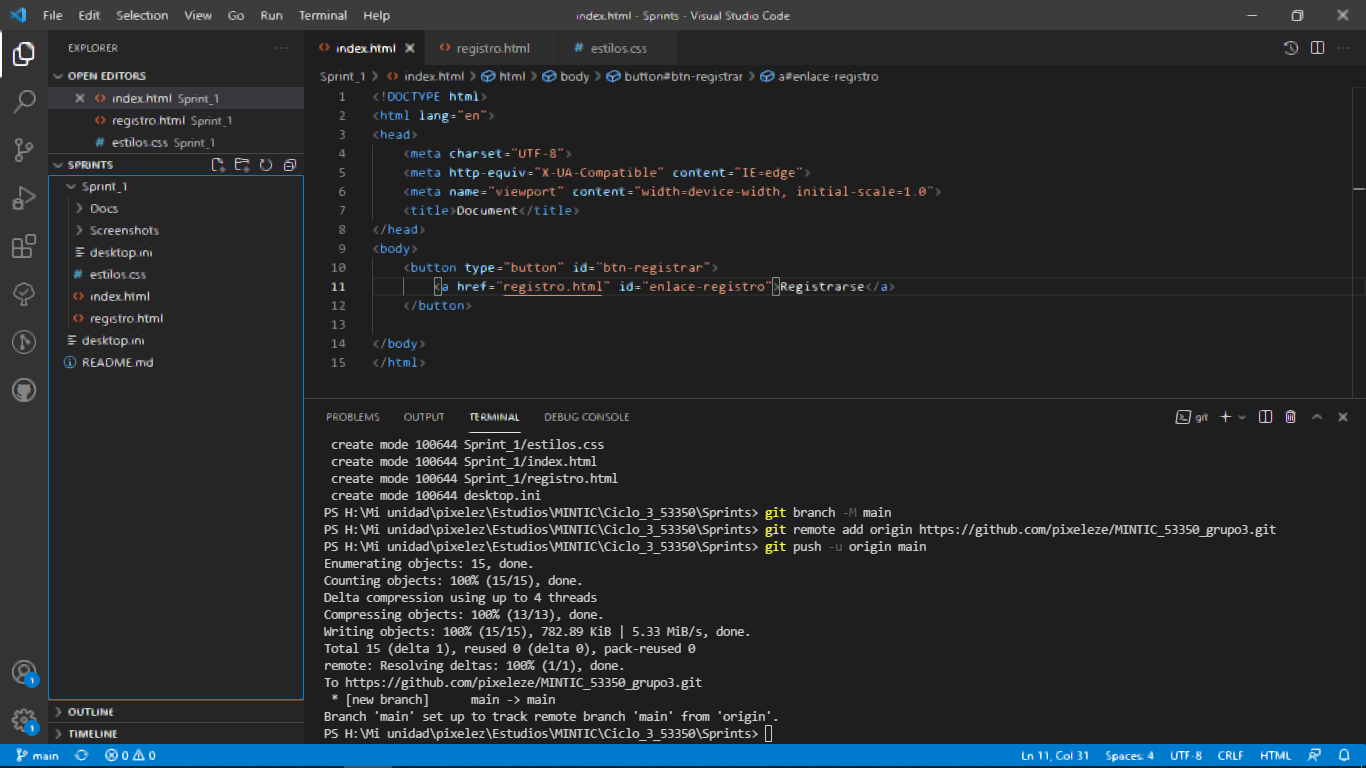 File Edit Selection View Go Run Terminal Help
index.html - Sprints - Visual Studio Code
EXPLORER
OPEN EDITORS
index.html Sprint_1
registro.html Sprint_1
estilos.css Sprint_1
SPRINTS
Sprint_1
Docs
Screenshots
desktop.ini
estilos.css
index.html
registro.html
desktop.ini
README.md
OUTLINE
TIMELINE
index.html registro.html estilos.css
Sprint_1 > index.html > html > body > button#btn-registrar > a#enlace-registro
1 <!DOCTYPE html>
2 <html lang="en">
3 <head>
4 <meta charset="UTF-8">
5 <meta http-equiv="X-UA-Compatible" content="IE=edge">
6 <meta name="viewport" content="width=device-width, initial-scale=1.0">
7 <title>Document</title>
8 </head>
9 <body>
10 <button type="button" id="btn-registrar">
11 <a href="registro.html" id="enlace-registro">Registrarse</a>
12 </button>
13
14 </body>
15 </html>
PROBLEMS OUTPUT TERMINAL DEBUG CONSOLE
git
create mode 100644 Sprint_1/estilos.css
create mode 100644 Sprint_1/index.html
create mode 100644 Sprint_1/registro.html
create mode 100644 desktop.ini
PS H:\Mi unidad\pixelez\Estudios\MINTIC\Ciclo_3_53350\Sprints> git branch -M main
PS H:\Mi unidad\pixelez\Estudios\MINTIC\Ciclo_3_53350\Sprints> git remote add origin https://github.com/pixeleze/MINTIC_53350_grupo3.git
PS H:\Mi unidad\pixelez\Estudios\MINTIC\Ciclo_3_53350\Sprints> git push -u origin main
Enumerating objects: 15, done.
Counting objects: 100% (15/15), done.
Delta compression using up to 4 threads
Compressing objects: 100% (13/13), done.
Writing objects: 100% (15/15), 782.89 KiB | 5.33 MiB/s, done.
Total 15 (delta 1), reused 0 (delta 0), pack-reused 0
remote: Resolving deltas: 100% (1/1), done.
To https://github.com/pixeleze/MINTIC_53350_grupo3.git
* [new branch] main -> main
Branch 'main' set up to track remote branch 'main' from 'origin'.
PS H:\Mi unidad\pixelez\Estudios\MINTIC\Ciclo_3_53350\Sprints>
1
1
main 0 0
Ln 11, Col 31 Spaces: 4 UTF-8 CRLF HTML